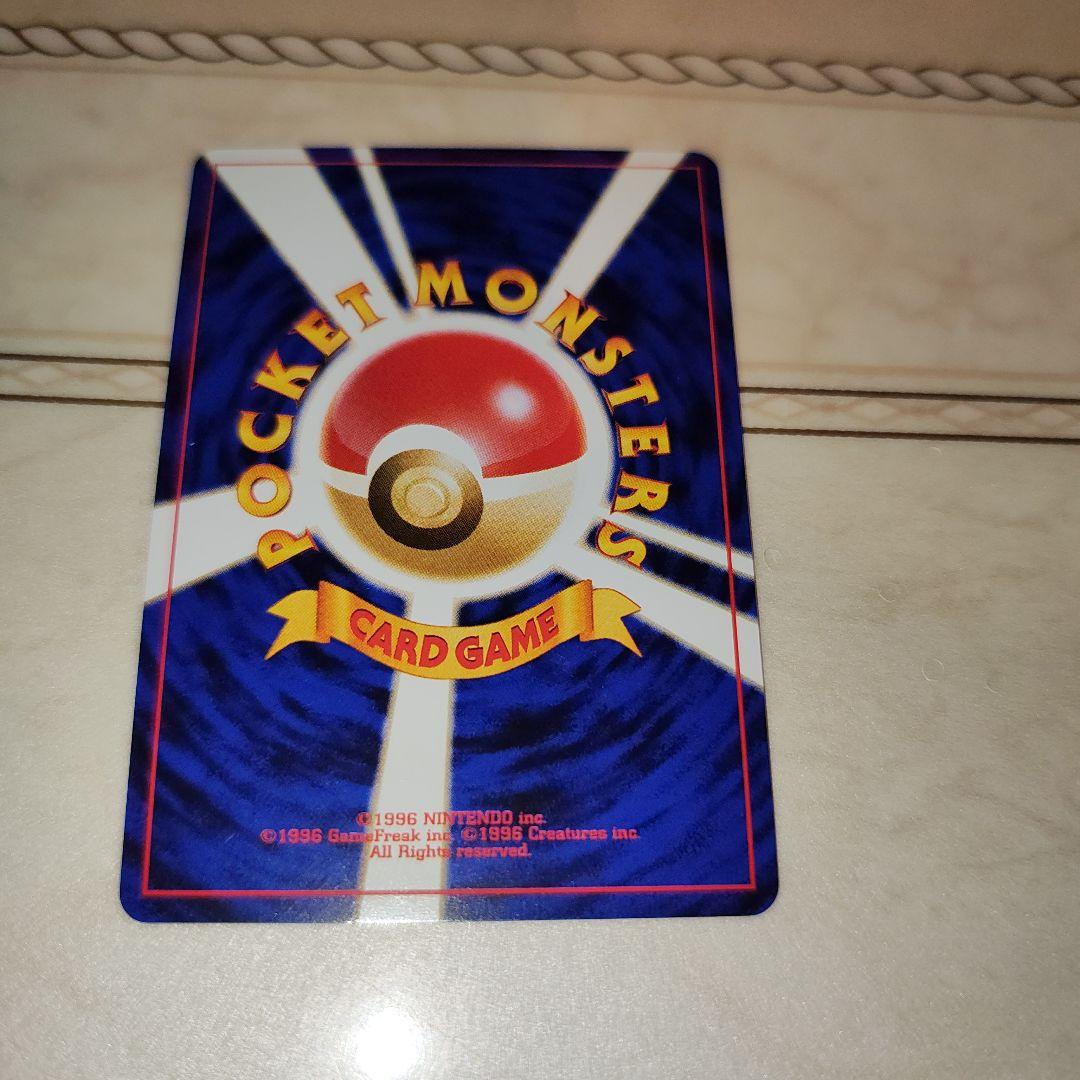 POCKET MONSTERS
CARD GAME
©1996 NINTENDO inc.
©1996 GameFreak inc. ©1996 Creatures inc.
All Rights reserved.